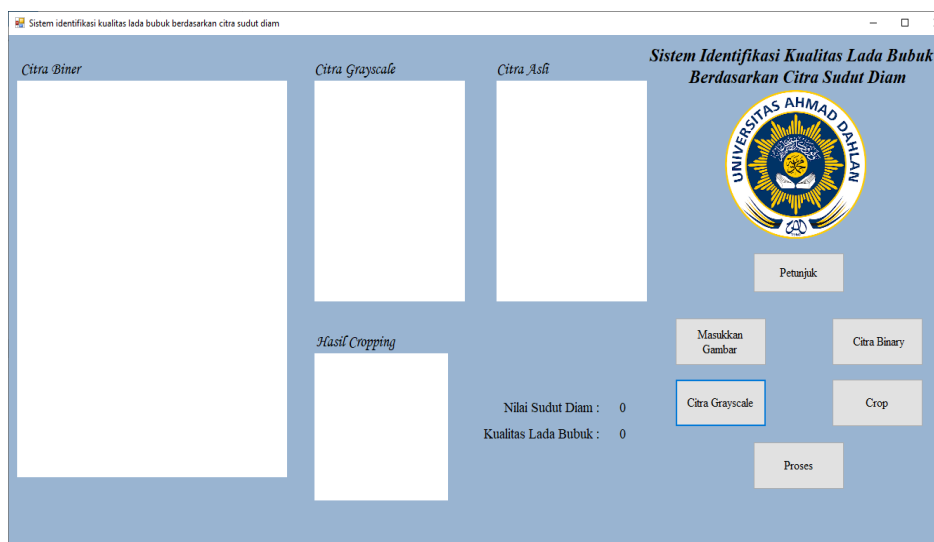 Sistem identifikasi kualitas lada bubuk berdasarkan citra sudut diam
Citra Biner
Citra Grayscale
Citra Asli
Sistem Identifikasi Kualitas Lada Bubuk
Berdasarkan Citra Sudut Diam
UNIVERSITAS AHMAD DAHLAN
Petunjuk
Masukkan
Gambar
Citra Binary
Citra Grayscale
Crop
Proses
Hasil Cropping
Nilai Sudut Diam : 0
Kualitas Lada Bubuk : 0